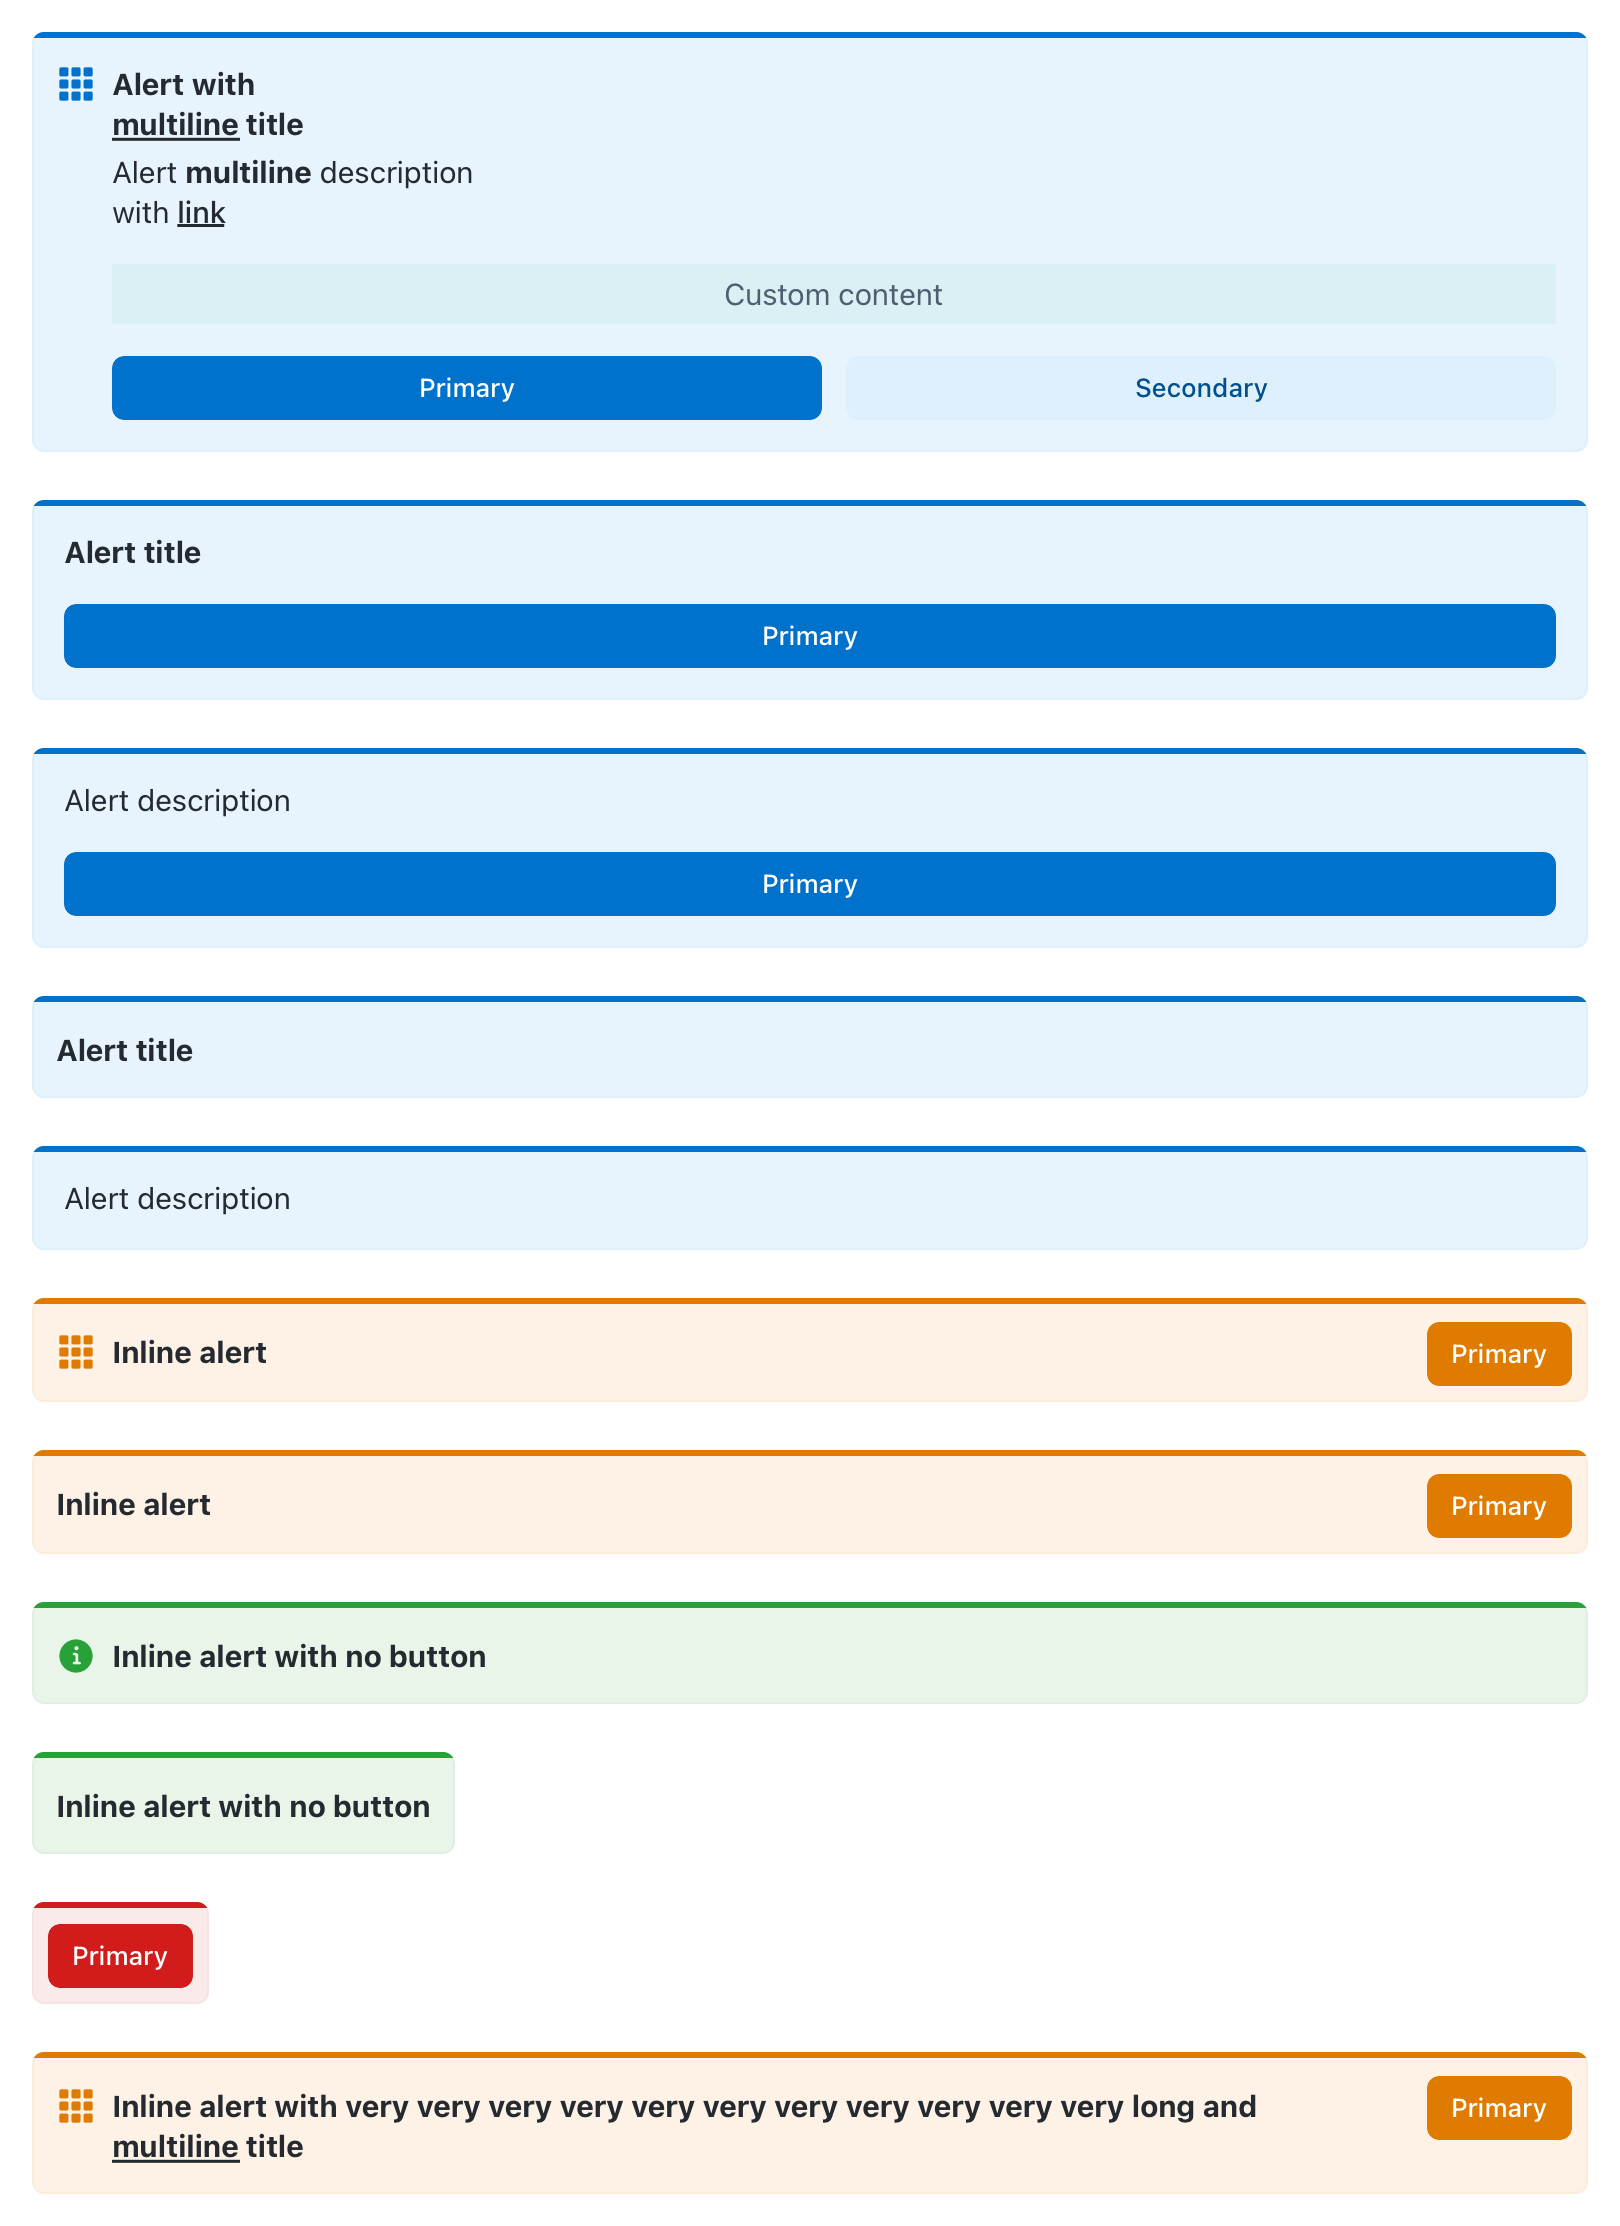 Alert with
multiline title
Alert multiline description
with link
Custom content
Primary
Secondary
Alert title
Primary
Alert description
Primary
Alert title
Alert description
Inline alert
Primary
Inline alert
Primary
Inline alert with no button
Inline alert with no button
Primary
Inline alert with very very very very very very very very very very very long and
multiline title
Primary